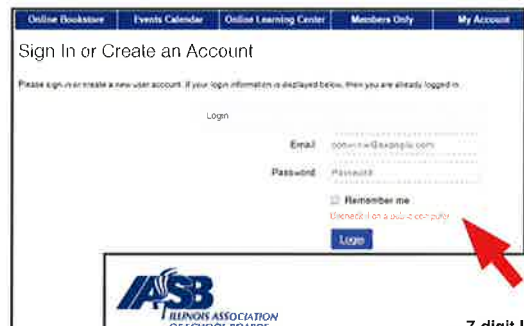 Online Bookstore Events Calendar Online Learning Center Members Only My Account
Sign In or Create an Account
Please sign in or create a new user account. If your login information is displayed below, then you are already logged in.
Login
Email
Password Password
Remember me
Uncheck if on a public computer
Login
IASB
ILLINOIS ASSOCIATION
OF SCHOOL BOARDS
7 digit